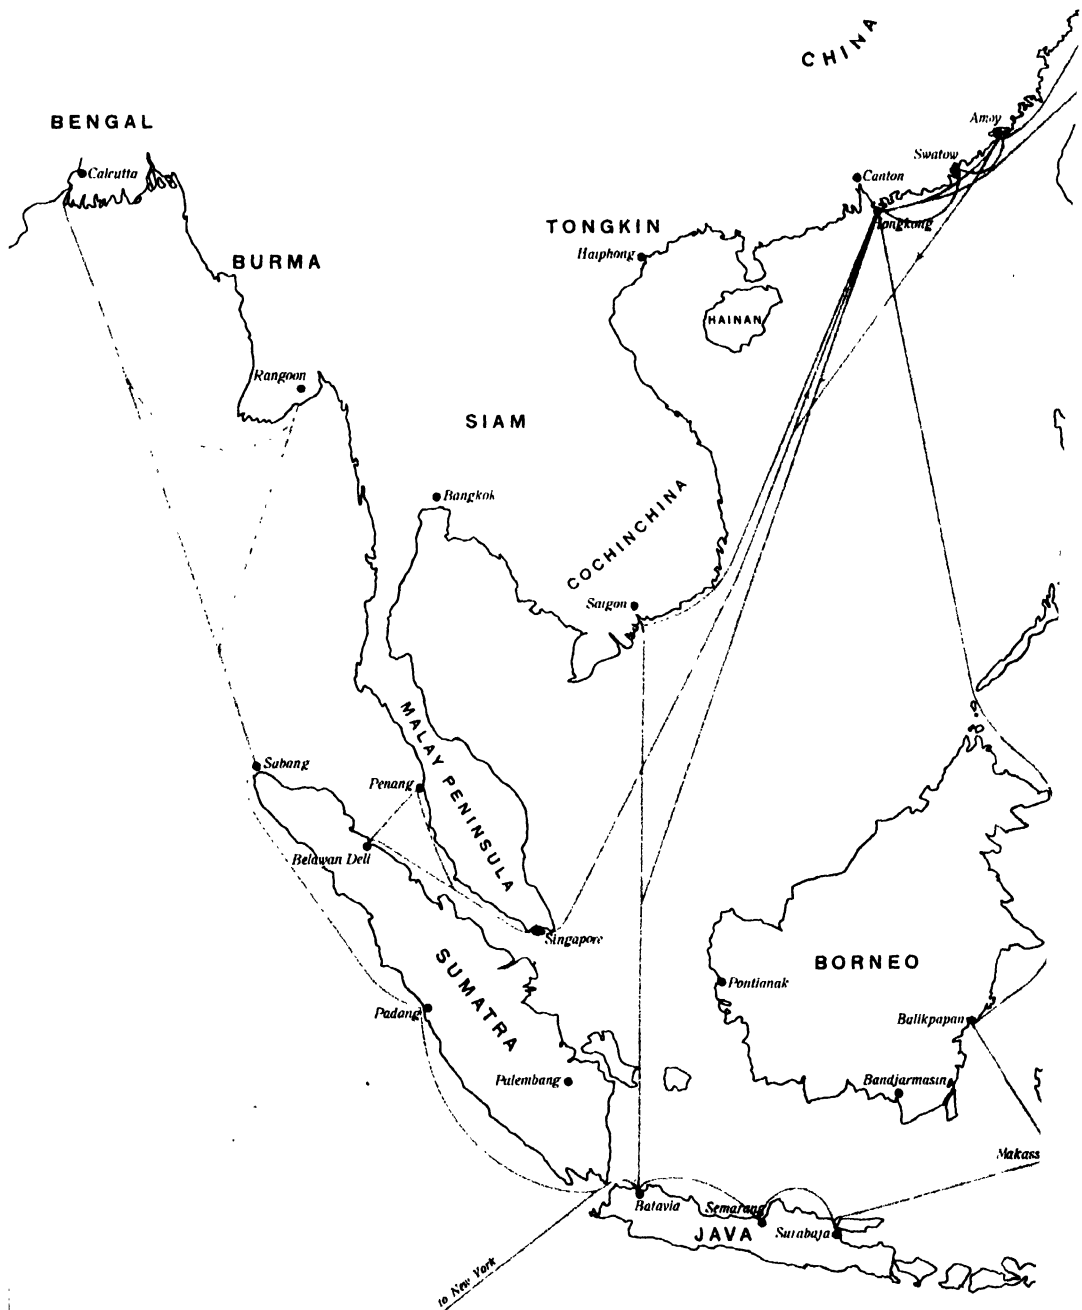 CHINA
BENGAL
Amoy
Swatow
Calcutta
Canton
TONGKIN
Hongkong
Haiphong
BURMA
HAINAN
Rangoon
SIAM
Bangkok
COCHINCHINA
Saigon
MALAY PENINSULA
Sabang
Penang
Belawan Deli
Singapore
SUMATRA
BORNEO
Pontianak
Padang
Balikpapan
Palembang
Bandjarmasin
Makass
Batavia
Semarang
JAVA
Surabaja
to New York